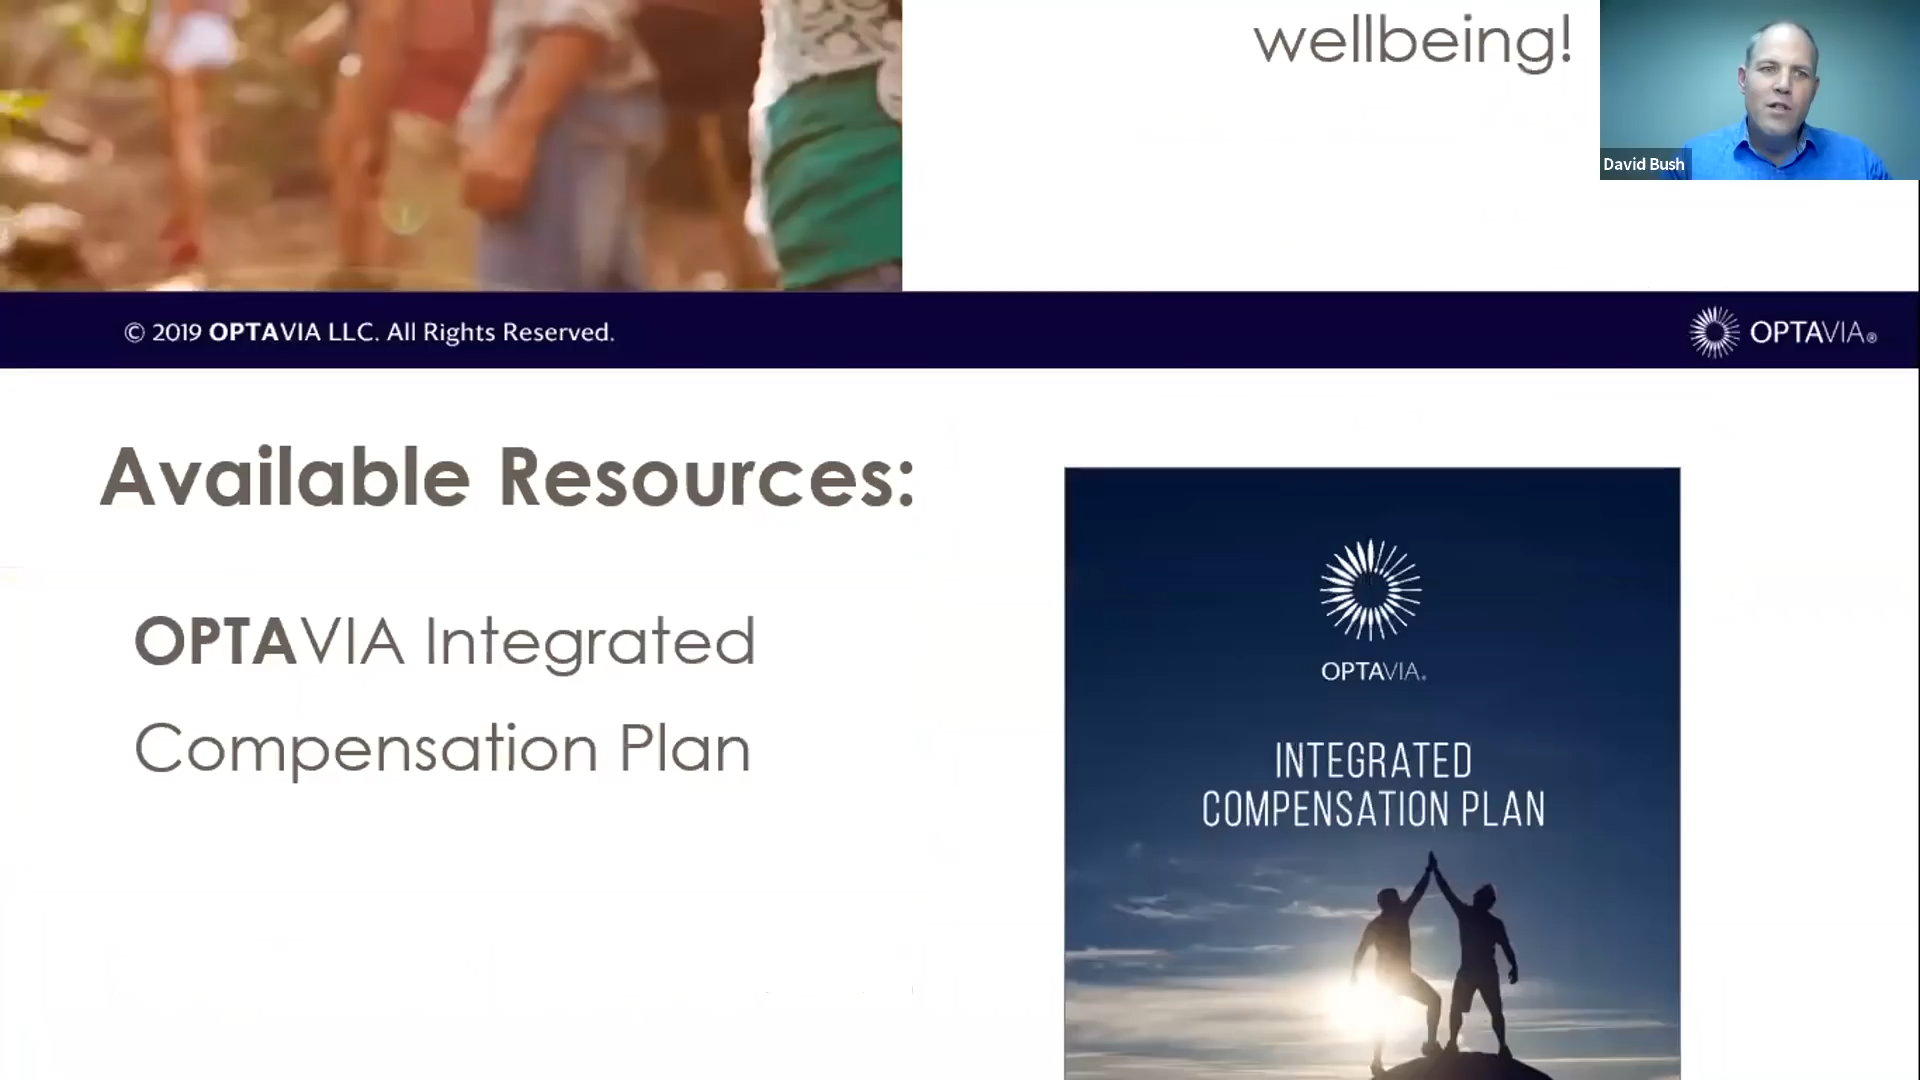 wellbeing!
David Bush
© 2019 OPTAVIA LLC. All Rights Reserved.
OPTAVIA®
Available Resources:
OPTAVIA Integrated
Compensation Plan
OPTAVIA®
INTEGRATED
COMPENSATION PLAN